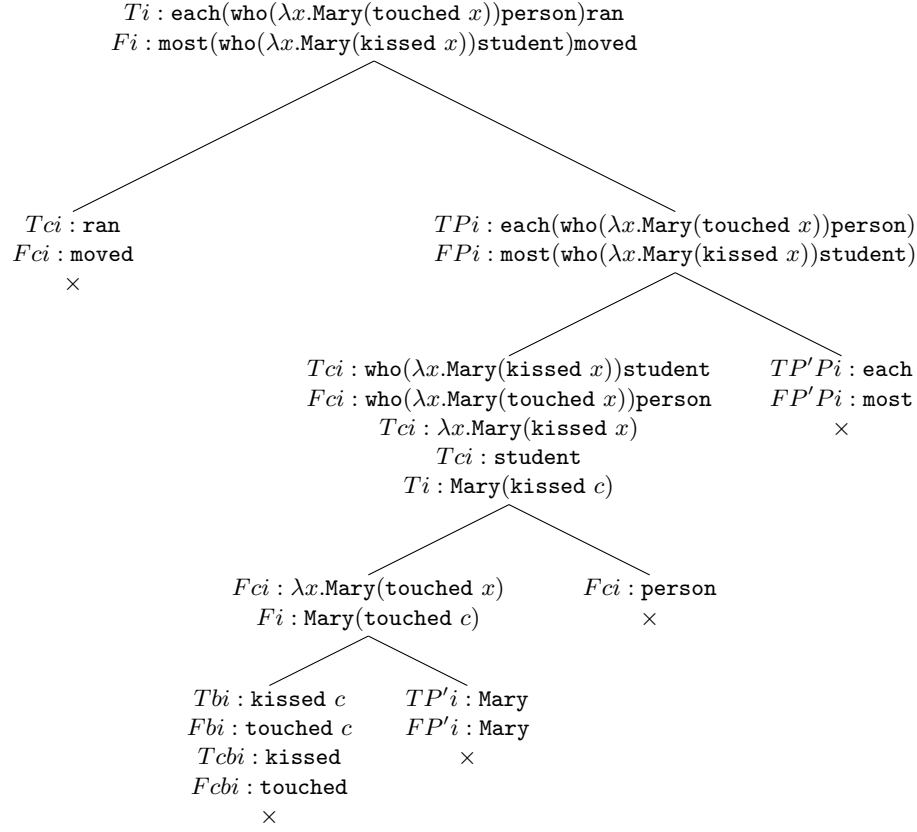 Ti : each(who(λx.Mary(touched x))person)ran
Fi : most(who(λx.Mary(kissed x))student)moved
Tci : ran
Fci : moved
×
TPi : each(who(λx.Mary(touched x))person)
FPi : most(who(λx.Mary(kissed x))student)
Tci : who(λx.Mary(kissed x))student
Fci : who(λx.Mary(touched x))person
Tci : λx.Mary(kissed x)
Tci : student
Ti : Mary(kissed c)
TP′Pi : each
FP′Pi : most
×
Fci : λx.Mary(touched x)
Fi : Mary(touched c)
Fci : person
×
Tbi : kissed c
Fbi : touched c
Tcbi : kissed
Fcbi : touched
×
TP′i : Mary
FP′i : Mary
×